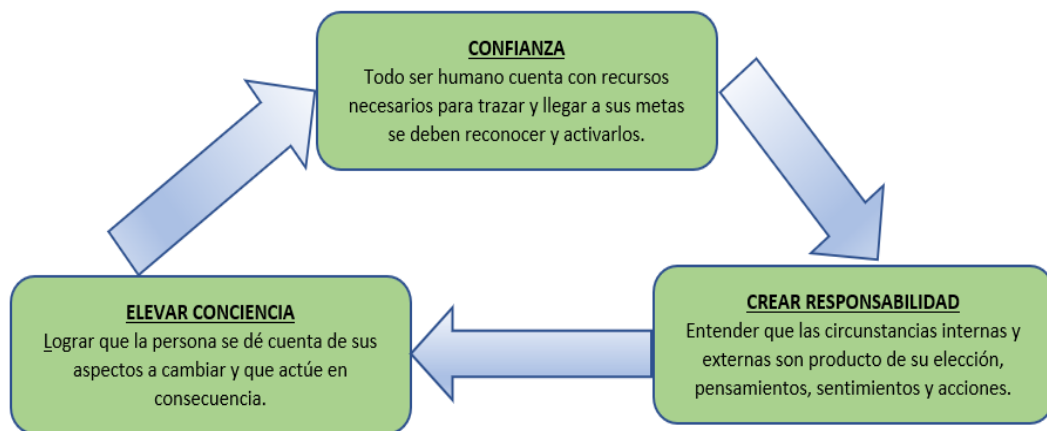 CONFIANZA
Todo ser humano cuenta con recursos
necesarios para trazar y llegar a sus metas
se deben reconocer y activarlos.
ELEVAR CONCIENCIA
Lograr que la persona se dé cuenta de sus
aspectos a cambiar y que actúe en
consecuencia.
CREAR RESPONSABILIDAD
Entender que las circunstancias internas y
externas son producto de su elección,
pensamientos, sentimientos y acciones.